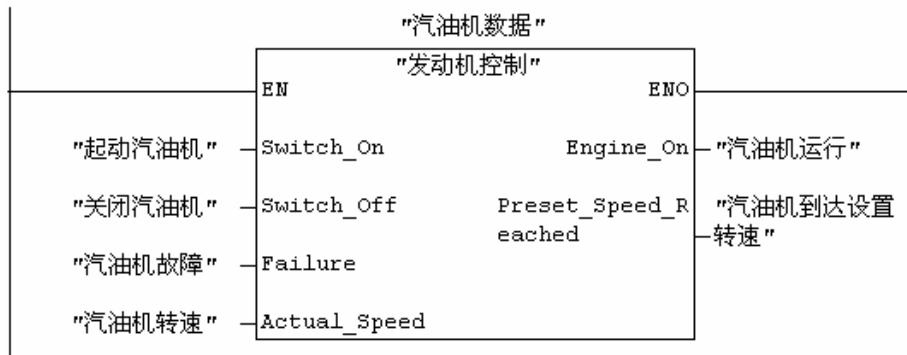 "汽油机数据"
"发动机控制"
EN ENO
"起动汽油机" Switch_On Engine_On "汽油机运行"
"关闭汽油机" Switch_Off Preset_Speed_R "汽油机到达设置
eached 转速"
"汽油机故障" Failure
"汽油机转速" Actual_Speed